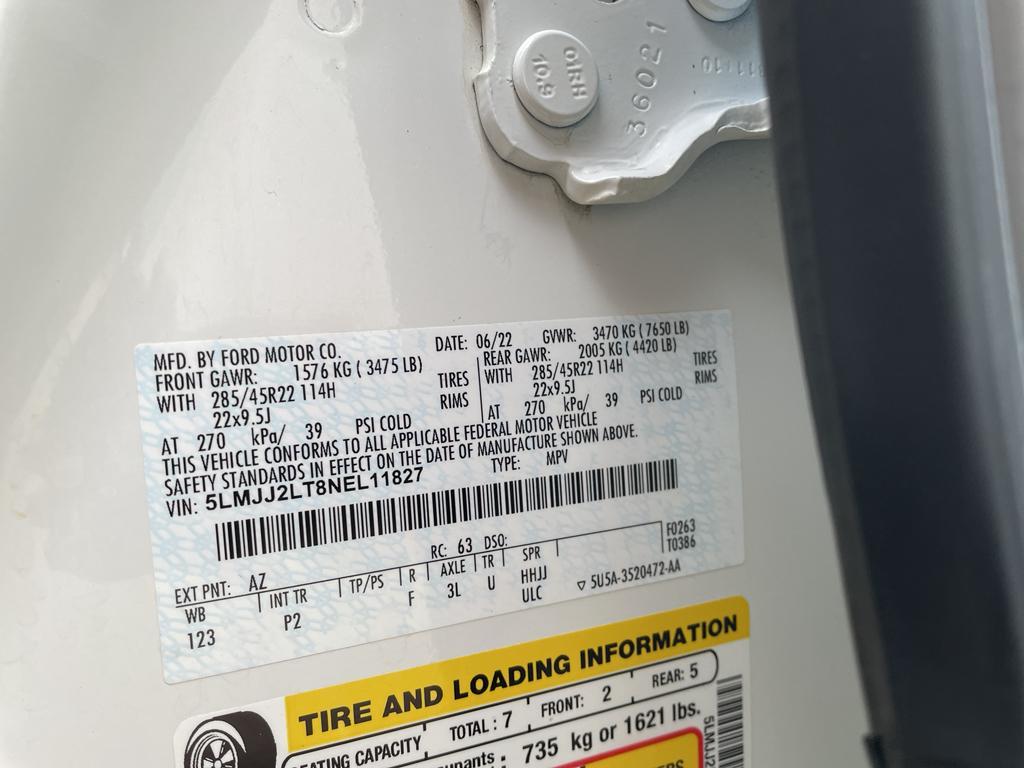 01RH
10.9
36021
MFD. BY FORD MOTOR CO.
DATE: 06/22 GVWR: 3470 KG ( 7650 LB)
FRONT GAWR: 1576 KG ( 3475 LB)
WITH 285/45R22 114H TIRES
22x9.5J RIMS
AT 270 kPa/ 39 PSI COLD
REAR GAWR: 2005 KG ( 4420 LB)
WITH 285/45R22 114H TIRES
22x9.5J RIMS
AT 270 kPa/ 39 PSI COLD
THIS VEHICLE CONFORMS TO ALL APPLICABLE FEDERAL MOTOR VEHICLE
SAFETY STANDARDS IN EFFECT ON THE DATE OF MANUFACTURE SHOWN ABOVE.
VIN: 5LMJJ2LT8NEL11827 TYPE: MPV
F0263
T0386
EXT PNT: AZ RC: 63 DSO:
WB INT TR TP/PS R AXLE TR SPR
123 P2 F 3L U HHJJ
ULC
▽ 5U5A-3520472-AA
TIRE AND LOADING INFORMATION
SEATING CAPACITY TOTAL : 7 FRONT: 2 REAR: 5
735 kg or 1621 lbs.
5LMJJ2